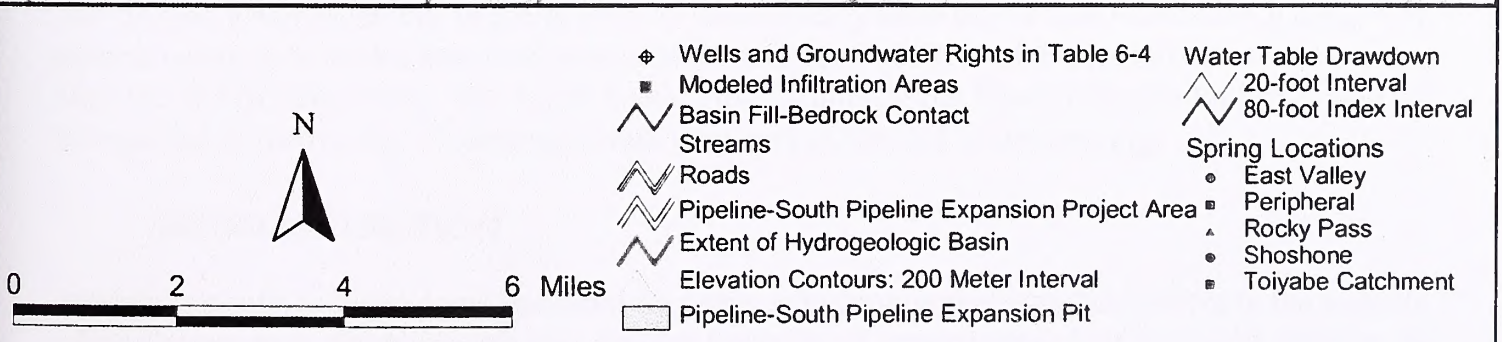 N
0 2 4 6 Miles
Wells and Groundwater Rights in Table 6-4
Modeled Infiltration Areas
Basin Fill-Bedrock Contact
Streams
Roads
Pipeline-South Pipeline Expansion Project Area
Extent of Hydrogeologic Basin
Elevation Contours: 200 Meter Interval
Pipeline-South Pipeline Expansion Pit
Water Table Drawdown
20-foot Interval
80-foot Index Interval
Spring Locations
East Valley
Peripheral
Rocky Pass
Shoshone
Toiyabe Catchment